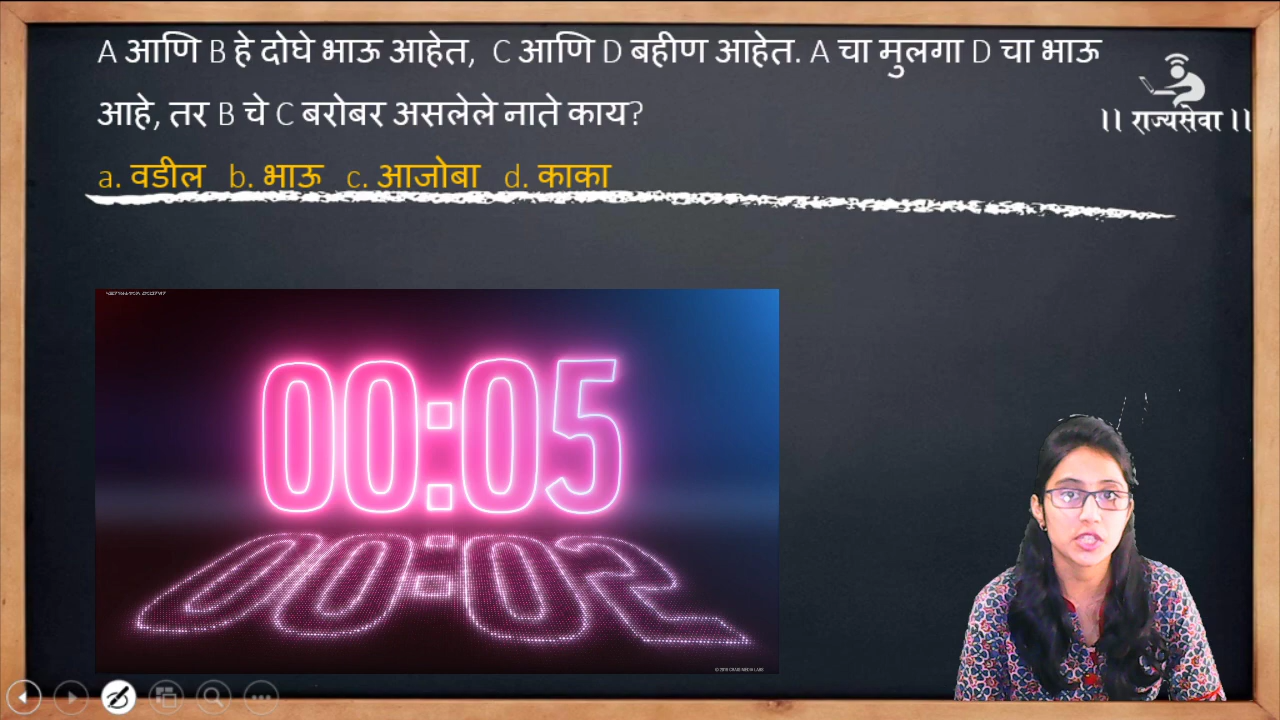 A आणि B हे दोघे भाऊ आहेत, C आणि D बहीण आहेत. A चा मुलगा D चा भाऊ
आहे, तर B चे C बरोबर असलेले नाते काय?
a. वडील b. भाऊ c. आजोबा d. काका
।। राज्यसेवा ।।
00:05